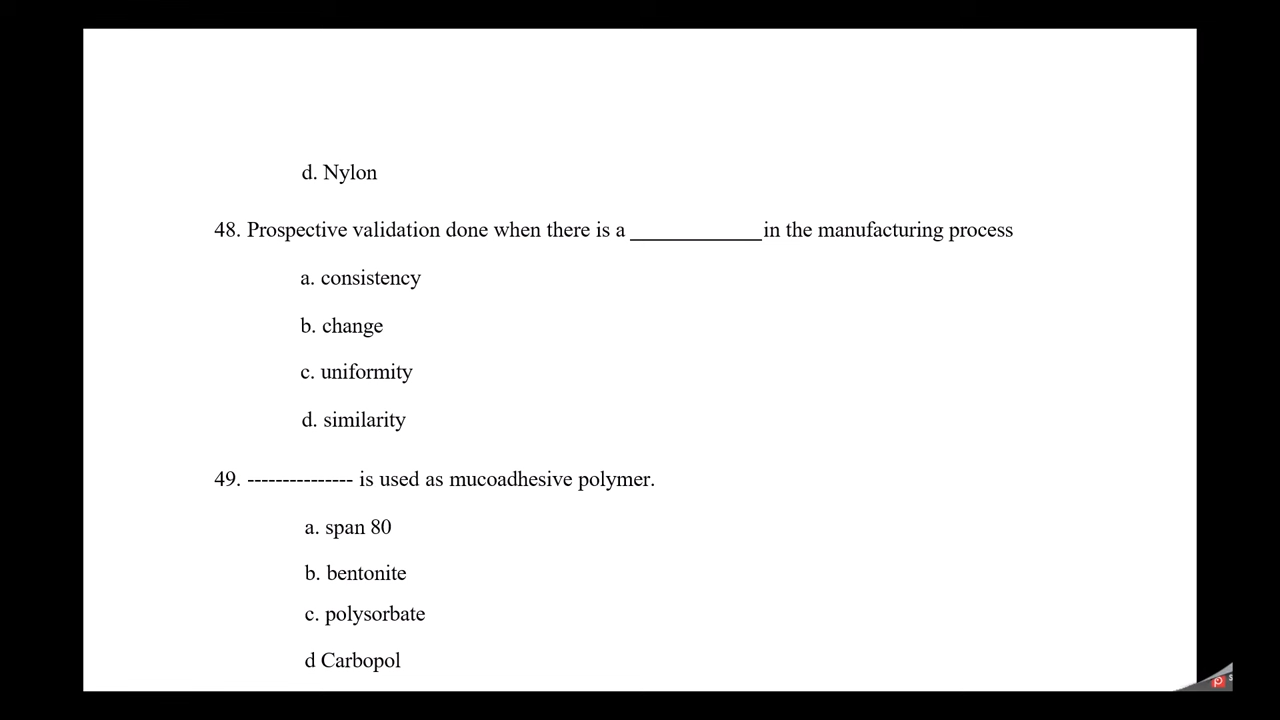 d. Nylon
48. Prospective validation done when there is a ____________in the manufacturing process
a. consistency
b. change
c. uniformity
d. similarity
49. --------------- is used as mucoadhesive polymer.
a. span 80
b. bentonite
c. polysorbate
d Carbopol